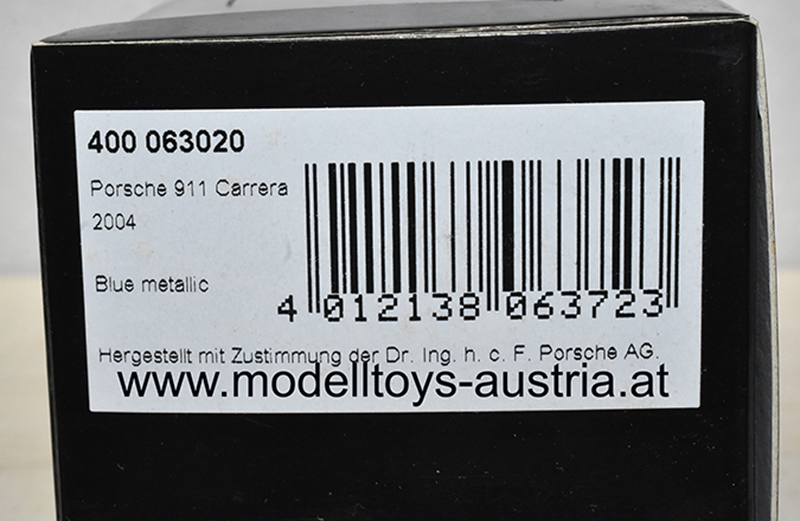 400 063020
Porsche 911 Carrera
2004
Blue metallic
4 012138 063723
Hergestellt mit Zustimmung der Dr. Ing. h. c. F. Porsche AG.
www.modelltoys-austria.at